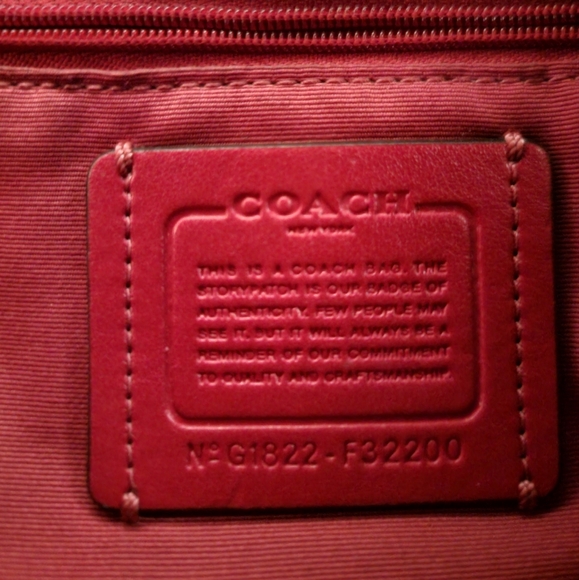 COACH
NEW YORK
THIS IS A COACH BAG. THE
STORYPATCH IS OUR BADGE OF
AUTHENTICITY. FEW PEOPLE MAY
SEE IT. BUT IT WILL ALWAYS BE A
REMINDER OF OUR COMMITMENT
TO QUALITY AND CRAFTSMANSHIP.
Nº G1822-F32200